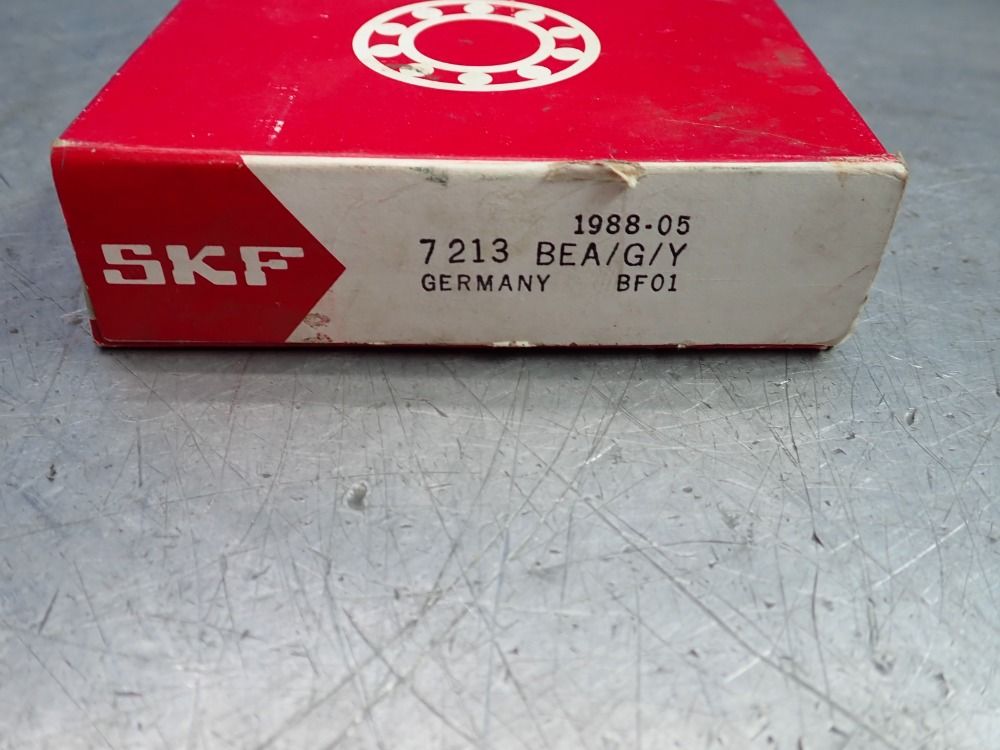 SKF
1988-05
7213 BEA/G/Y
GERMANY BF01